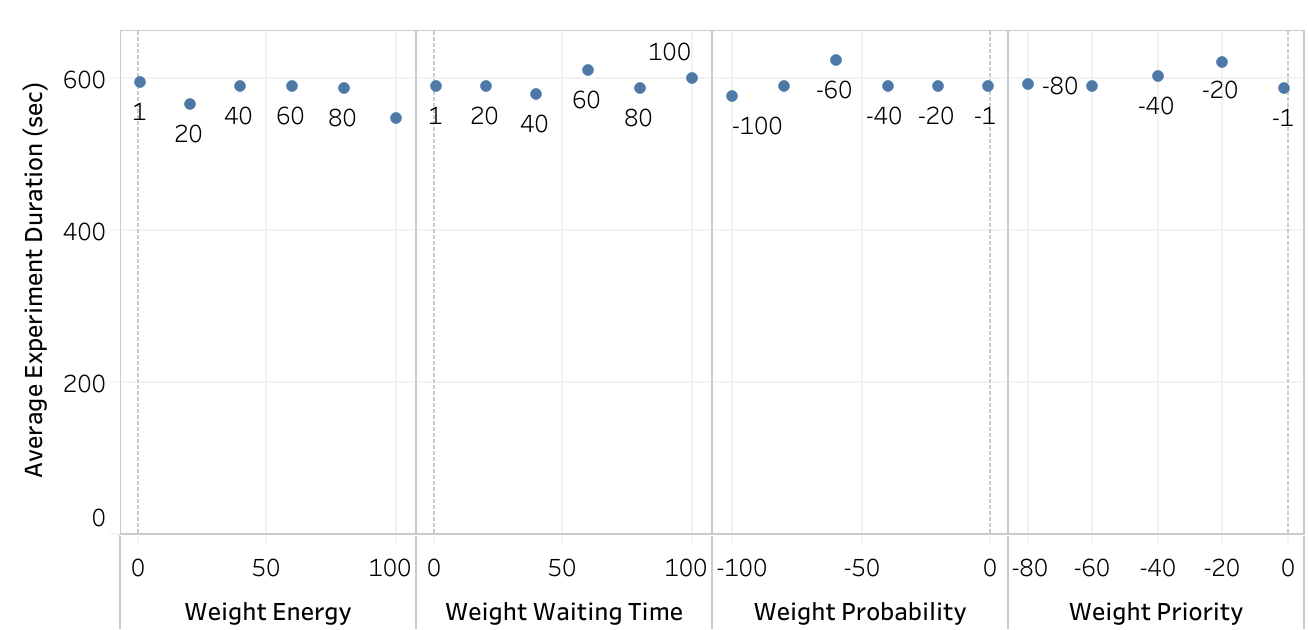 Average Experiment Duration (sec)
600
400
200
0
1
20
40
60
80
1
20
40
60
80
100
-100
-60
-40
-20
-1
-80
-40
-20
-1
0 50 100
0 50 100
-100 -50 0
-80 -60 -40 -20 0
Weight Energy
Weight Waiting Time
Weight Probability
Weight Priority